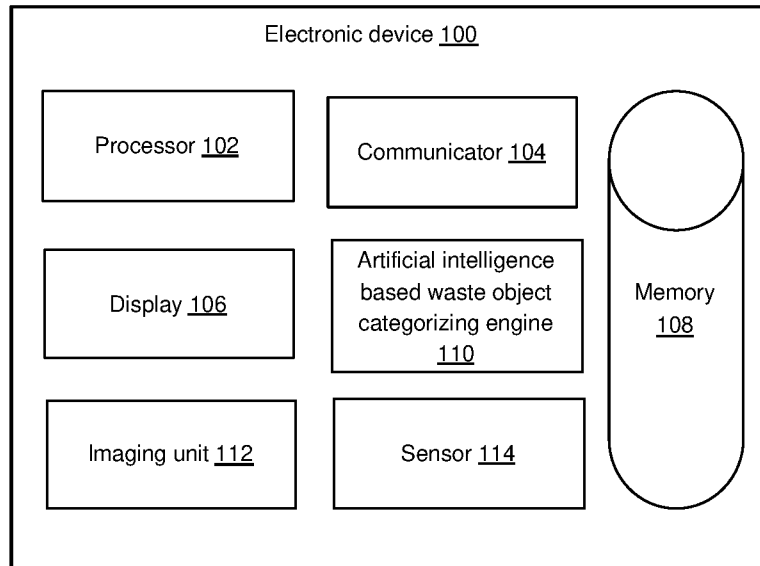 Electronic device 100
Processor 102
Communicator 104
Display 106
Artificial intelligence
based waste object
categorizing engine
110
Memory
108
Imaging unit 112
Sensor 114